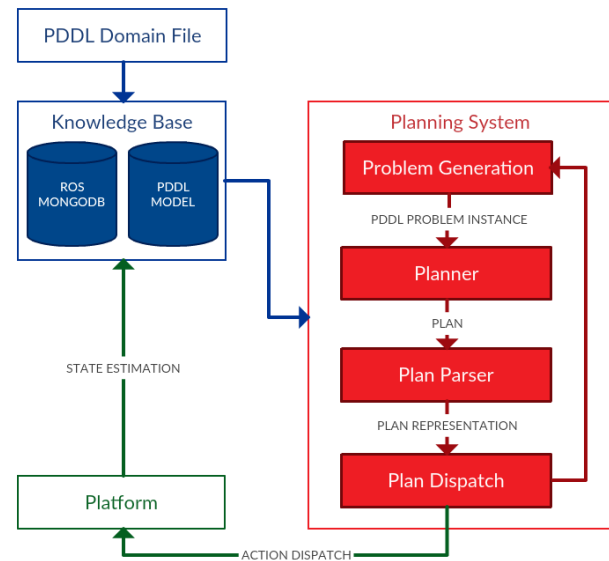 PDDL Domain File
Knowledge Base
ROS
MONGODB
PDDL
MODEL
Planning System
Problem Generation
PDDL PROBLEM INSTANCE
Planner
PLAN
Plan Parser
PLAN REPRESENTATION
Plan Dispatch
STATE ESTIMATION
Platform
ACTION DISPATCH